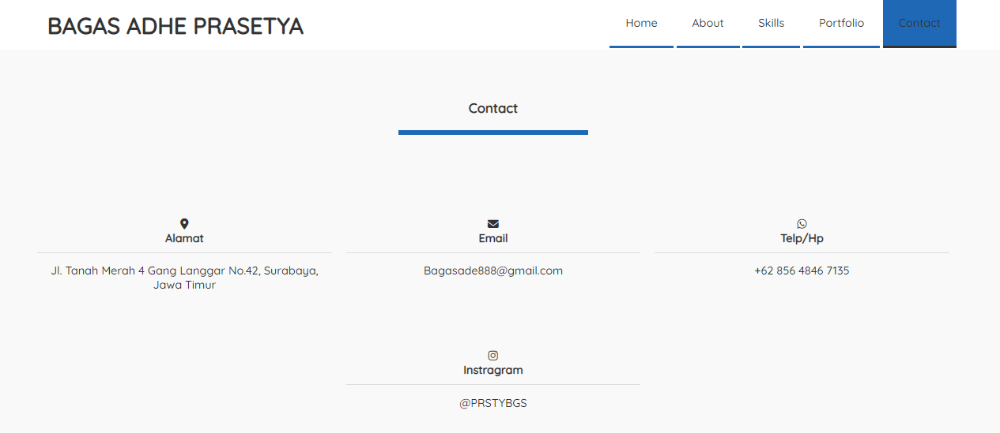 BAGAS ADHE PRASETYA
Home About Skills Portfolio Contact
Contact
Alamat
Jl. Tanah Merah 4 Gang Langgar No.42, Surabaya,
Jawa Timur
Email
Bagasade888@gmail.com
Telp/Hp
+62 856 4846 7135
Instragram
@PRSTYBGS